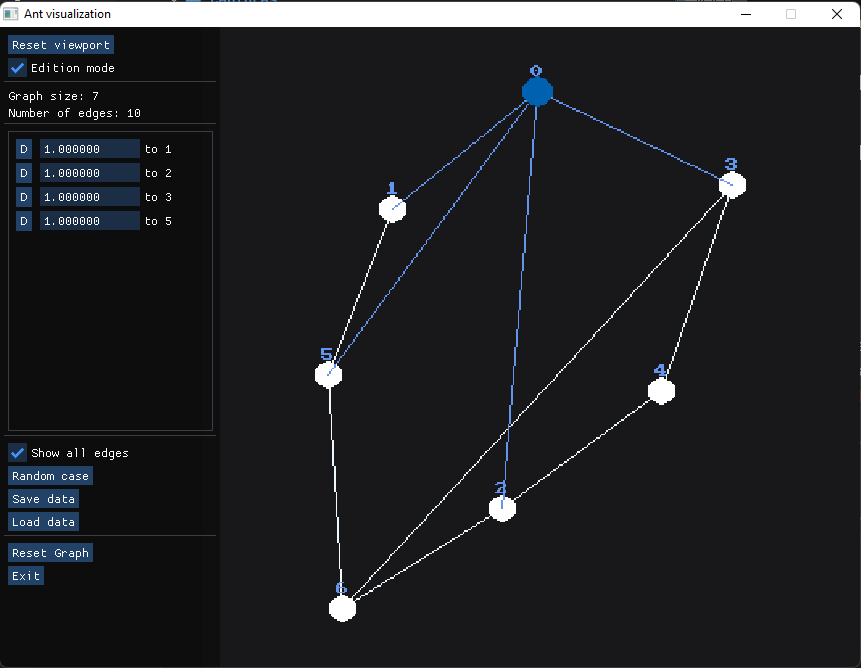 Ant visualization
Reset viewport
Edition mode
Graph size: 7
Number of edges: 10
D 1.000000 to 1
D 1.000000 to 2
D 1.000000 to 3
D 1.000000 to 5
Show all edges
Random case
Save data
Load data
Reset Graph
Exit
0
3
1
5
4
2
6